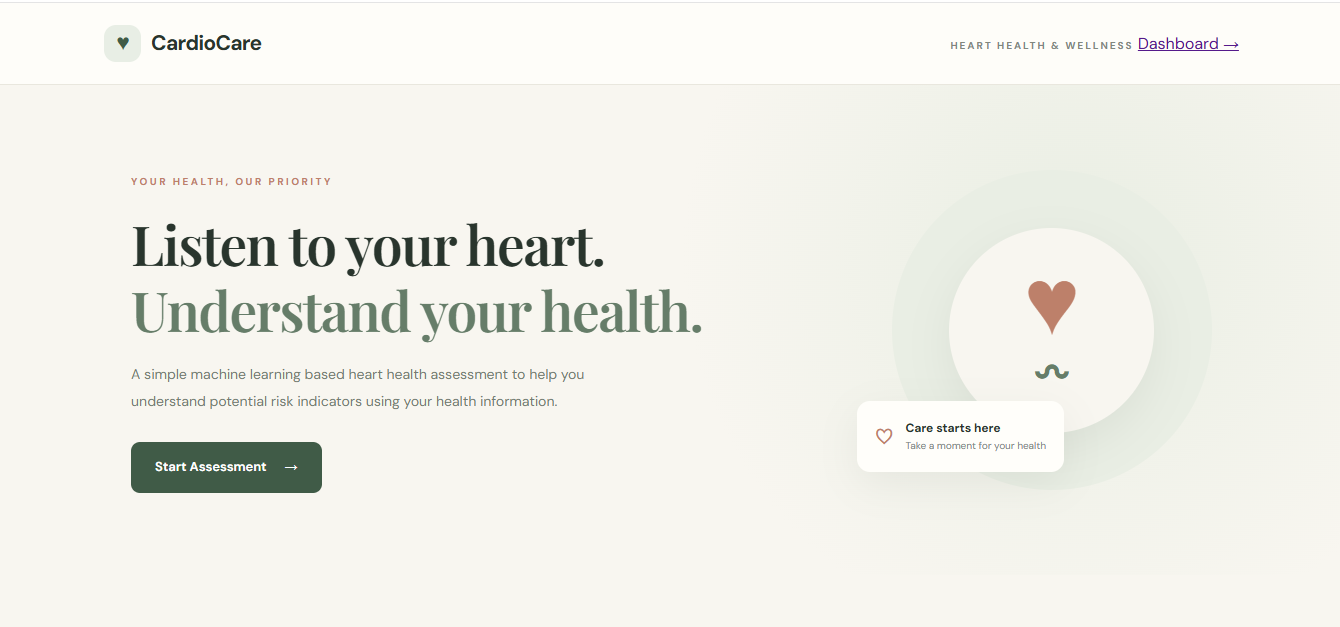 CardioCare
HEART HEALTH & WELLNESS Dashboard →
YOUR HEALTH, OUR PRIORITY
Listen to your heart.
Understand your health.
A simple machine learning based heart health assessment to help you
understand potential risk indicators using your health information.
Start Assessment →
Care starts here
Take a moment for your health